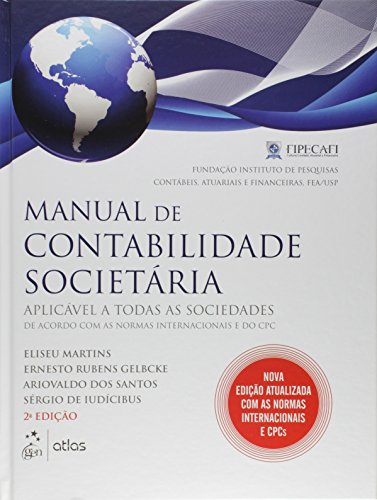 FIPECAFI
FUNDAÇÃO INSTITUTO DE PESQUISAS
CONTÁBEIS, ATUARIAIS E FINANCEIRAS, FEA/USP
MANUAL DE
CONTABILIDADE
SOCIETÁRIA
APLICÁVEL A TODAS AS SOCIEDADES
DE ACORDO COM AS NORMAS INTERNACIONAIS E DO CPC
ELISEU MARTINS
ERNESTO RUBENS GELBCKE
ARIOVALDO DOS SANTOS
SÉRGIO DE IUDÍCIBUS
2ª EDIÇÃO
NOVA
EDIÇÃO ATUALIZADA
COM AS NORMAS
INTERNACIONAIS
E CPCs
gen
atlas